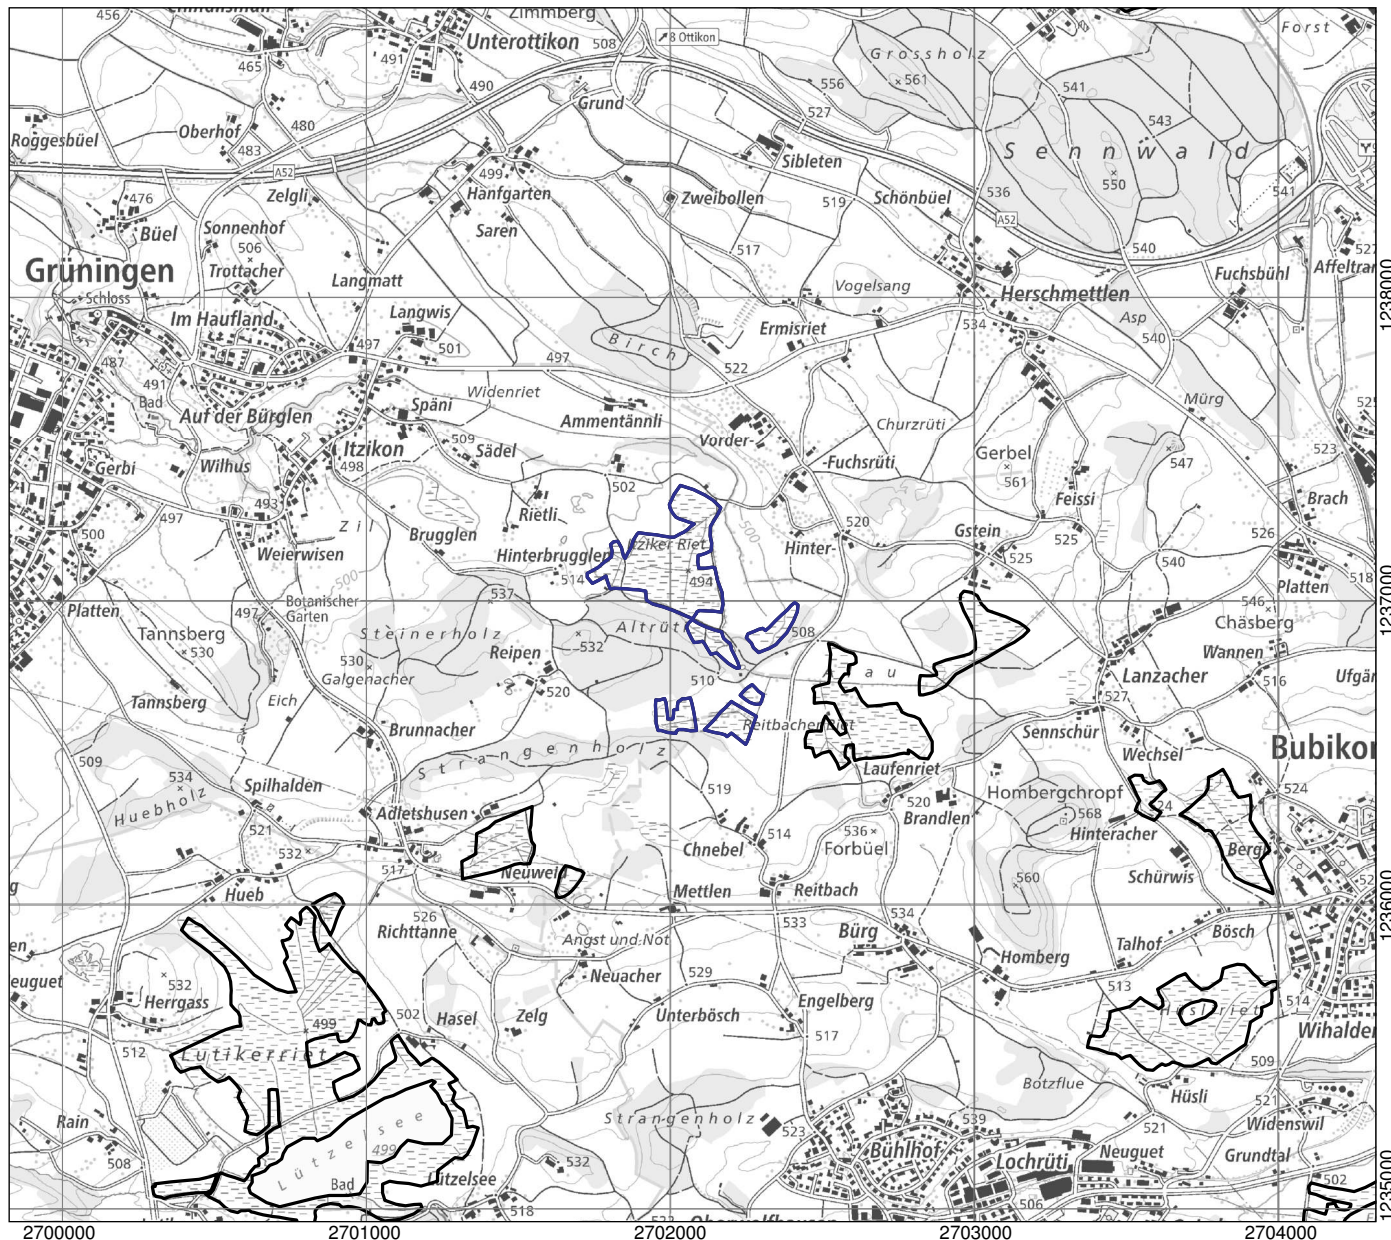 456
Zimmberg
Unterottikon
508
B Ottikon
Forst
465
491
Grossholz
561
556
490
541
Grund
527
Roggesbüel
Oberhof
480
543
483
Sibleten
Sennwald
A52
499
Hanfgarten
Zelgli
Zweibollen
Schönbüel
536
550
541
476
519
Büel
Sonnenhof
Saren
A52
506
517
540
Grüningen
Trottacher
Langmatt
Fuchsbühl
Schloss
Vogelsang
Herschmettlen
1238000
Im Haufland
Langwis
Ermisriet
534
Asp
497
501
Birch
540
487
497
522
491
Bad
Widenriet
Mürg
Auf der Bürglen
Späni
Ammentännli
Churzrüti
Vorder-
509
Itzikon
Sädel
Gerbel
547
523
Gerbi
Wilhus
498
-Fuchsrüti
561
502
Feissi
Brach
493
Rietli
497
Zil
500
520
526
500
Brugglen
Hinter-
Gstein
525
Weierwisen
Hinterbrugglen
Itziker Riet
525
540
514
494
Platten
518
1237000
500
537
Platten
497
Botanischer
Garten
546
Tannsberg
Steinerholz
Altrüti
508
Chäsberg
530
532
Reipen
Wannen
530
Galgenacher
510
au
Lanzacher
516
Tannsberg
Eich
520
527
Brunnacher
Reitbacher Riet
Sennschür
Wechsel
509
Strangenholz
Laufenriet
534
Spilhalden
Hombergchropf
524
519
520
Huebholz
Adletshusen
Brandlen
568
Hinteracher
521
514
536
Chnebel
Forbüel
Berg
532
Schürwis
Hueb
517
Neuweid
Mettlen
Reitbach
560
1236000
526
533
534
Richttanne
Bürg
Bösch
Angst und Not
Talhof
Homberg
532
Neuacher
529
513
Herrgass
Engelberg
514
502
Hasel
Zelg
Unterbösch
499
517
512
Lutikerriet
509
Botzflue
Hüsli
Rain
Strangenholz
521
523
539
521
Widenswil
Lützelsee
499
508
532
Bühlhof
Lochrüti
Neuguet
Grundtal
Bad
Lützelsee
502
518
506
1235000
2700000 2701000 2702000 2703000 2704000